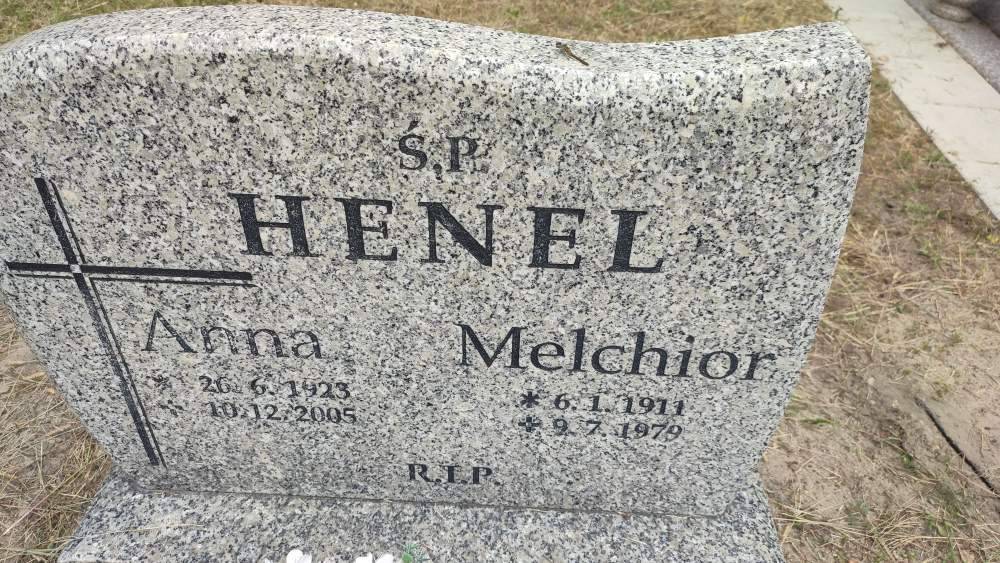 Ś.P.
HENEL
Anna
* 26. 6. 1923
✝ 10.12.2005
Melchior
* 6. 1. 1911
✝ 9. 7. 1979
R.I.P.